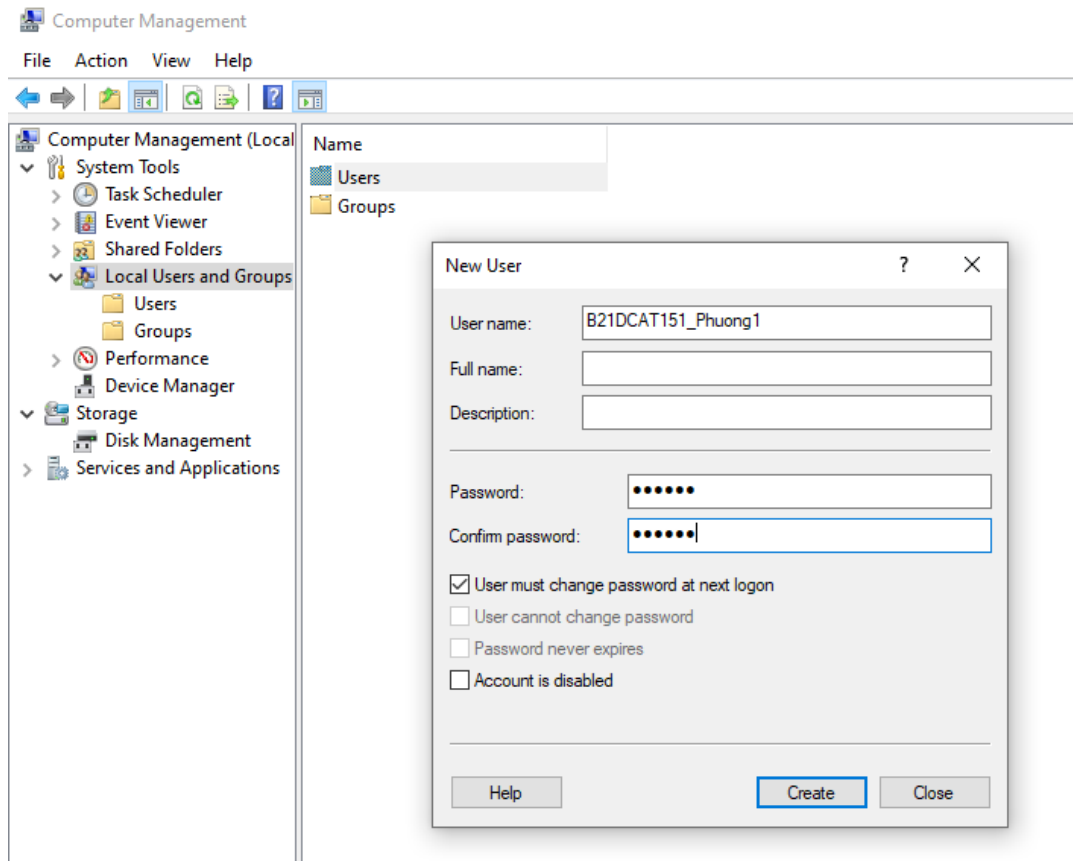 Computer Management
File Action View Help
Computer Management (Local
System Tools
Task Scheduler
Event Viewer
Shared Folders
Local Users and Groups
Users
Groups
Performance
Device Manager
Storage
Disk Management
Services and Applications
Name
Users
Groups
New User
User name: B21DCAT151_Phuong1
Full name:
Description:
Password: ••••••
Confirm password: ••••••
User must change password at next logon
User cannot change password
Password never expires
Account is disabled
Help Create Close